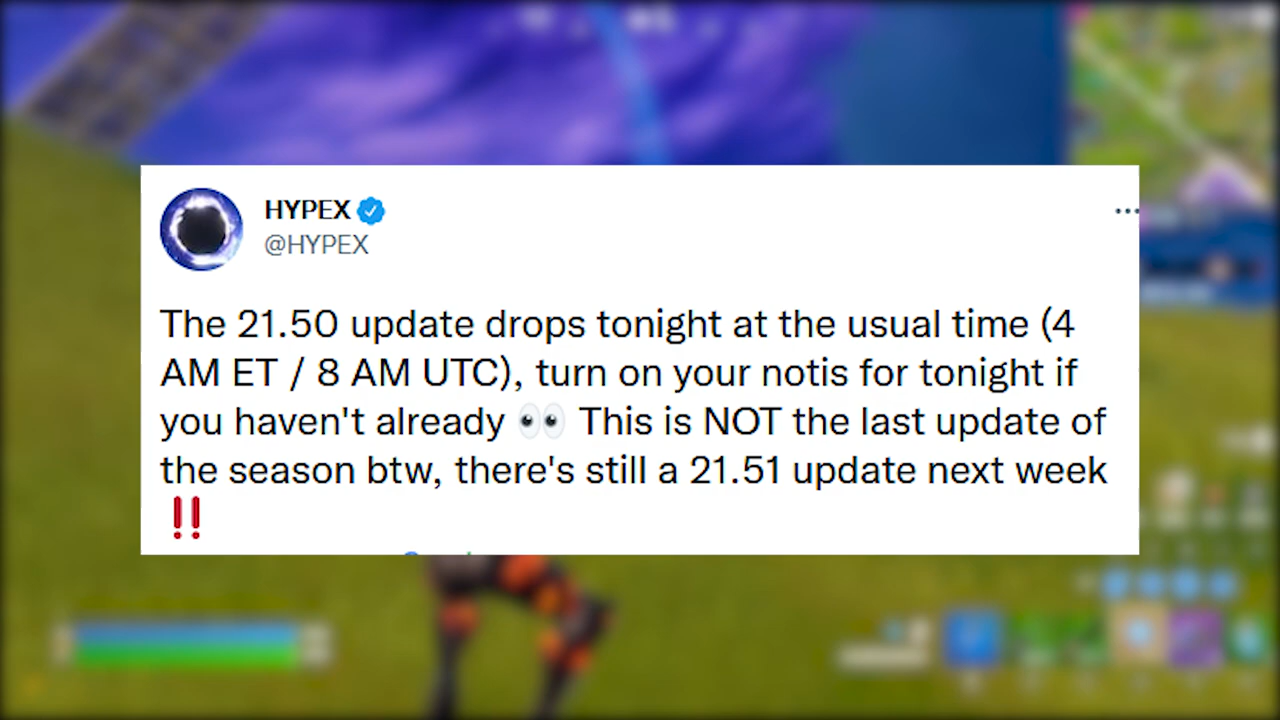 HYPEX
@HYPEX
The 21.50 update drops tonight at the usual time (4
AM ET / 8 AM UTC), turn on your notis for tonight if
you haven't already 👀 This is NOT the last update of
the season btw, there's still a 21.51 update next week
‼️